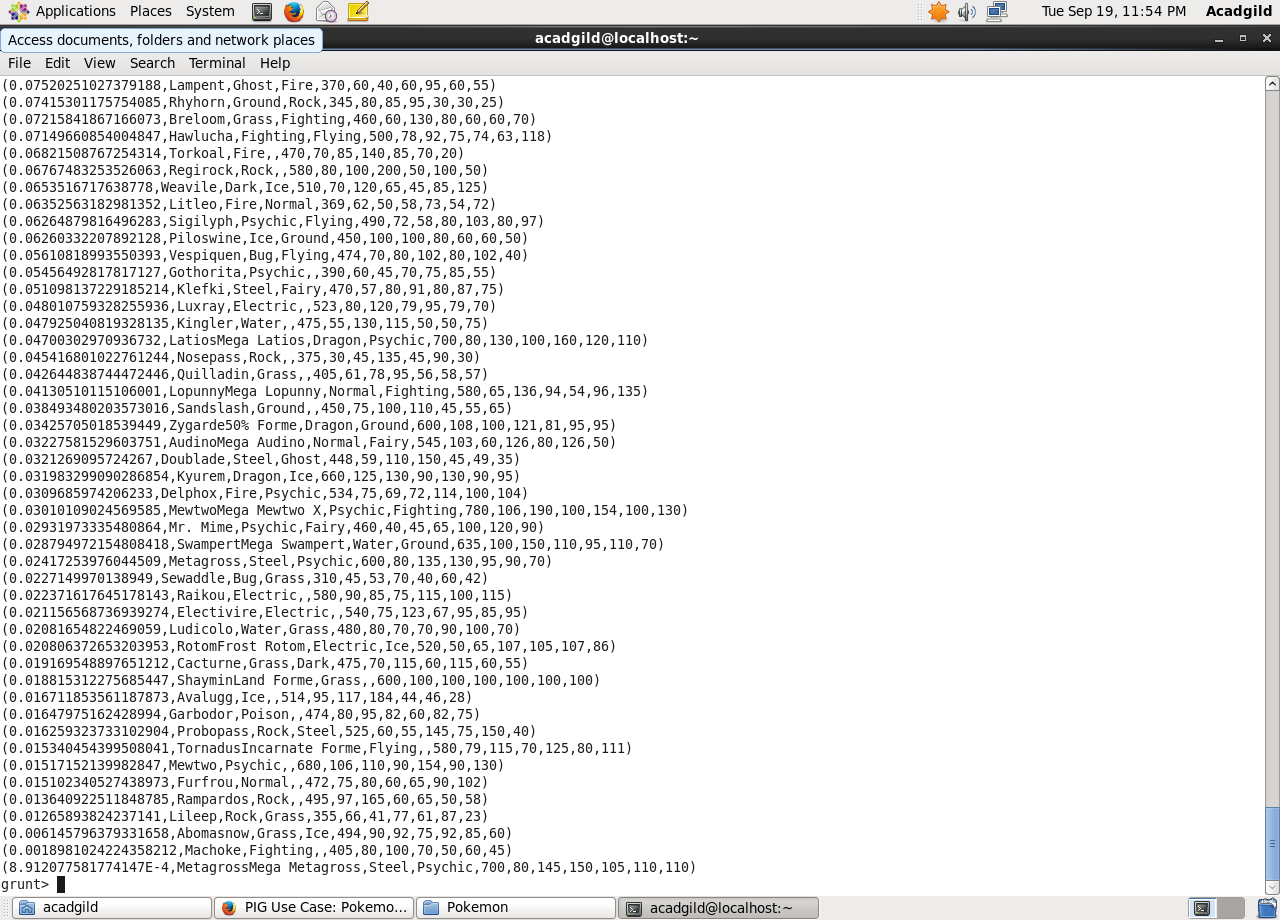 Applications Places System Tue Sep 19, 11:54 PM Acadgild
Access documents, folders and network places
acadgild@localhost:~
File Edit View Search Terminal Help
(0.07520251027379188,Lampent,Ghost,Fire,370,60,40,60,95,60,55)
(0.07415301175754085,Rhyhorn,Ground,Rock,345,80,85,95,30,30,25)
(0.07215841867166073,Breloom,Grass,Fighting,460,60,130,80,60,60,70)
(0.07149660854004847,Hawlucha,Fighting,Flying,500,78,92,75,74,63,118)
(0.06821508767254314,Torkoal,Fire,,470,70,85,140,85,70,20)
(0.06767483253526063,Regirock,Rock,,580,80,100,200,50,100,50)
(0.0653516717638778,Weavile,Dark,Ice,510,70,120,65,45,85,125)
(0.06352563182981352,Litleo,Fire,Normal,369,62,50,58,73,54,72)
(0.06264879816496283,Sigilyph,Psychic,Flying,490,72,58,80,103,80,97)
(0.06260332207892128,Piloswine,Ice,Ground,450,100,100,80,60,60,50)
(0.05610818993550393,Vespiquen,Bug,Flying,474,70,80,102,80,102,40)
(0.05456492817817127,Gothorita,Psychic,,390,60,45,70,75,85,55)
(0.051098137229185214,Klefki,Steel,Fairy,470,57,80,91,80,87,75)
(0.048010759328255936,Luxray,Electric,,523,80,120,79,95,79,70)
(0.047925040819328135,Kingler,Water,,475,55,130,115,50,50,75)
(0.04700302970936732,LatiosMega Latios,Dragon,Psychic,700,80,130,100,160,120,110)
(0.045416801022761244,Nosepass,Rock,,375,30,45,135,45,90,30)
(0.042644838744472446,Quilladin,Grass,,405,61,78,95,56,58,57)
(0.04130510115106001,LopunnyMega Lopunny,Normal,Fighting,580,65,136,94,54,96,135)
(0.038493480203573016,Sandslash,Ground,,450,75,100,110,45,55,65)
(0.03425705018539449,Zygarde50% Forme,Dragon,Ground,600,108,100,121,81,95,95)
(0.03227581529603751,AudinoMega Audino,Normal,Fairy,545,103,60,126,80,126,50)
(0.0321269095724267,Doublade,Steel,Ghost,448,59,110,150,45,49,35)
(0.031983299090286854,Kyurem,Dragon,Ice,660,125,130,90,130,90,95)
(0.0309685974206233,Delphox,Fire,Psychic,534,75,69,72,114,100,104)
(0.03010109024569585,MewtwoMega Mewtwo X,Psychic,Fighting,780,106,190,100,154,100,130)
(0.02931973335480864,Mr. Mime,Psychic,Fairy,460,40,45,65,100,120,90)
(0.028794972154808418,SwampertMega Swampert,Water,Ground,635,100,150,110,95,110,70)
(0.02417253976044509,Metagross,Steel,Psychic,600,80,135,130,95,90,70)
(0.0227149970138949,Sewaddle,Bug,Grass,310,45,53,70,40,60,42)
(0.022371617645178143,Raikou,Electric,,580,90,85,75,115,100,115)
(0.021156568736939274,Electivire,Electric,,540,75,123,67,95,85,95)
(0.02081654822469059,Ludicolo,Water,Grass,480,80,70,70,90,100,70)
(0.020806372653203953,RotomFrost Rotom,Electric,Ice,520,50,65,107,105,107,86)
(0.019169548897651212,Cacturne,Grass,Dark,475,70,115,60,115,60,55)
(0.018815312275685447,ShayminLand Forme,Grass,,600,100,100,100,100,100,100)
(0.016711853561187873,Avalugg,Ice,,514,95,117,184,44,46,28)
(0.01647975162428994,Garbodor,Poison,,474,80,95,82,60,82,75)
(0.016259323733102904,Probopass,Rock,Steel,525,60,55,145,75,150,40)
(0.015340454399508041,TornadusIncarnate Forme,Flying,,580,79,115,70,125,80,111)
(0.01517152139982847,Mewtwo,Psychic,,680,106,110,90,154,90,130)
(0.015102340527438973,Furfrou,Normal,,472,75,80,60,65,90,102)
(0.013640922511848785,Rampardos,Rock,,495,97,165,60,65,50,58)
(0.01265893824237141,Lileep,Rock,Grass,355,66,41,77,61,87,23)
(0.006145796379331658,Abomasnow,Grass,Ice,494,90,92,75,92,85,60)
(0.0018981024224358212,Machoke,Fighting,,405,80,100,70,50,60,45)
(8.912077581774147E-4,MetagrossMega Metagross,Steel,Psychic,700,80,145,150,105,110,110)
grunt>
acadgild PIG Use Case: Pokemo... Pokemon acadgild@localhost:~